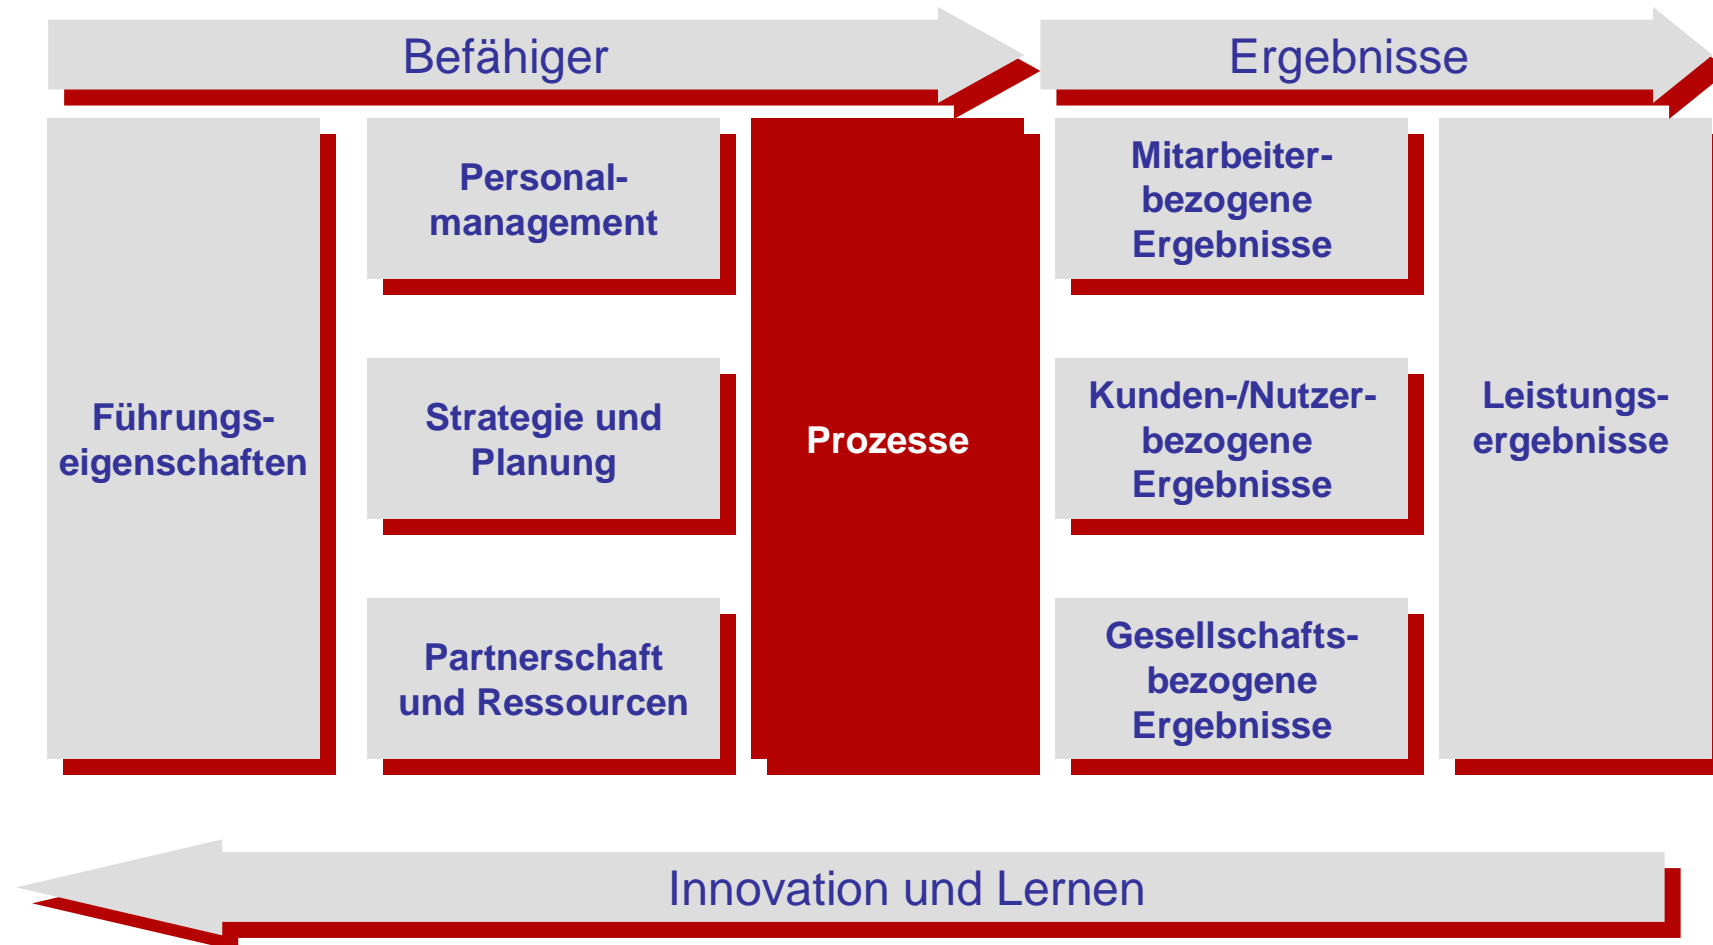 Befähiger
Ergebnisse
Führungs-
eigenschaften
Personal-
management
Strategie und
Planung
Partnerschaft
und Ressourcen
Prozesse
Mitarbeiter-
bezogene
Ergebnisse
Kunden-/Nutzer-
bezogene
Ergebnisse
Gesellschafts-
bezogene
Ergebnisse
Leistungs-
ergebnisse
Innovation und Lernen